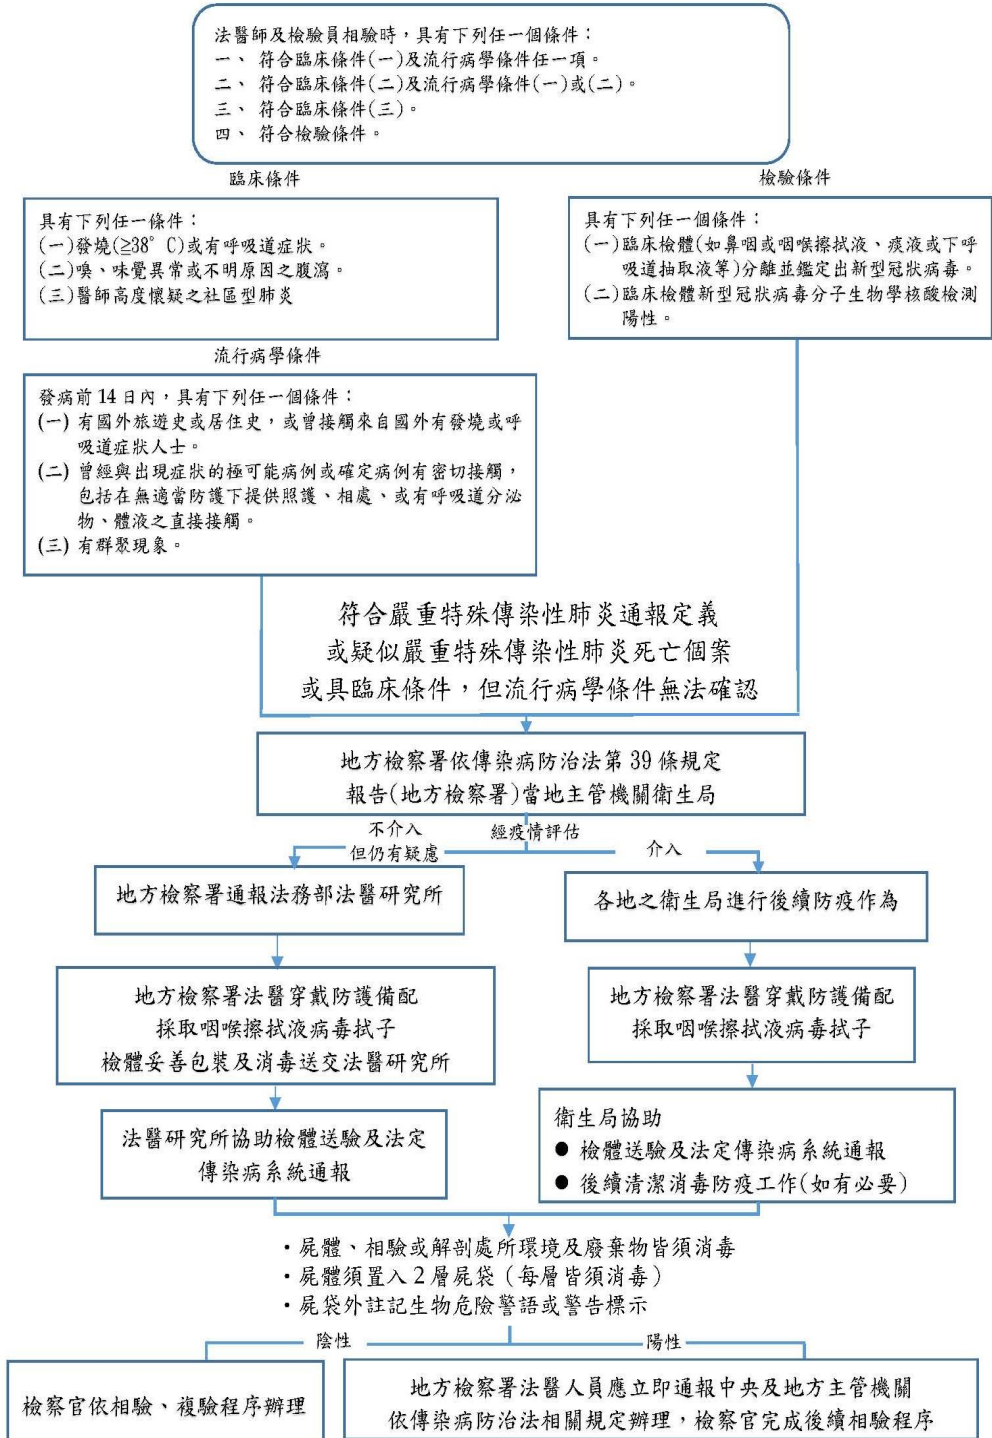 法醫師及檢驗員相驗時，具有下列任一個條件：
一、 符合臨床條件(一)及流行病學條件任一項。
二、 符合臨床條件(二)及流行病學條件(一)或(二)。
三、 符合臨床條件(三)。
四、 符合檢驗條件。
臨床條件
具有下列任一條件：
(一)發燒(≧38°C)或有呼吸道症狀。
(二)嗅、味覺異常或不明原因之腹瀉。
(三)醫師高度懷疑之社區型肺炎
檢驗條件
具有下列任一個條件：
(一)臨床檢體(如鼻咽或咽喉擦拭液、痰液或下呼
吸道抽取液等)分離並鑑定出新型冠狀病毒。
(二)臨床檢體新型冠狀病毒分子生物學核酸檢測
陽性。
流行病學條件
發病前 14 日內，具有下列任一個條件：
(一) 有國外旅遊史或居住史，或曾接觸來自國外有發燒或呼
吸道症狀人士。
(二) 曾經與出現症狀的極可能病例或確定病例有密切接觸，
包括在無適當防護下提供照護、相處、或有呼吸道分泌
物、體液之直接接觸。
(三) 有群聚現象。
符合嚴重特殊傳染性肺炎通報定義
或疑似嚴重特殊傳染性肺炎死亡個案
或具臨床條件，但流行病學條件無法確認
地方檢察署依傳染病防治法第 39 條規定
報告(地方檢察署)當地主管機關衛生局
不介入
但仍有疑慮
經疫情評估
介入
地方檢察署通報法務部法醫研究所
各地之衛生局進行後續防疫作為
地方檢察署法醫穿戴防護備配
採取咽喉擦拭液病毒拭子
檢體妥善包裝及消毒送交法醫研究所
地方檢察署法醫穿戴防護備配
採取咽喉擦拭液病毒拭子
法醫研究所協助檢體送驗及法定
傳染病系統通報
衛生局協助
● 檢體送驗及法定傳染病系統通報
● 後續清潔消毒防疫工作(如有必要)
・屍體、相驗或解剖處所環境及廢棄物皆須消毒
・屍體須置入 2 層屍袋（每層皆須消毒）
・屍袋外註記生物危險警語或警告標示
陰性
陽性
檢察官依相驗、複驗程序辦理
地方檢察署法醫人員應立即通報中央及地方主管機關
依傳染病防治法相關規定辦理，檢察官完成後續相驗程序